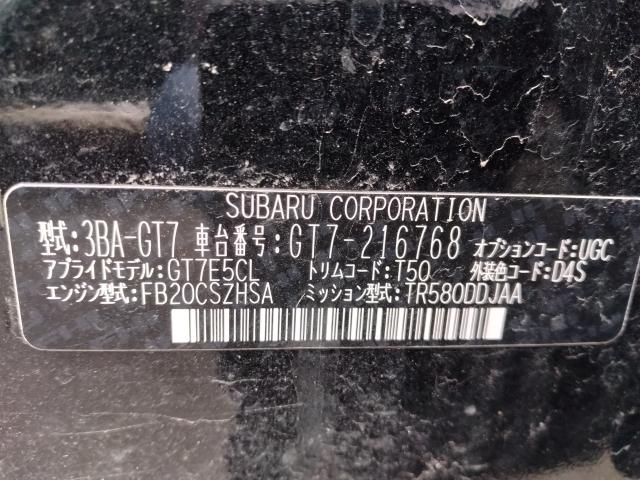 SUBARU CORPORATION
型式:3BA-GT7 車台番号:GT7-216768 オプションコード:UGC
アプライドモデル:GT7E5CL トリムコード:T50 外装色コード:D4S
エンジン型式:FB20CSZHSA ミッション型式:TR580DDJAA